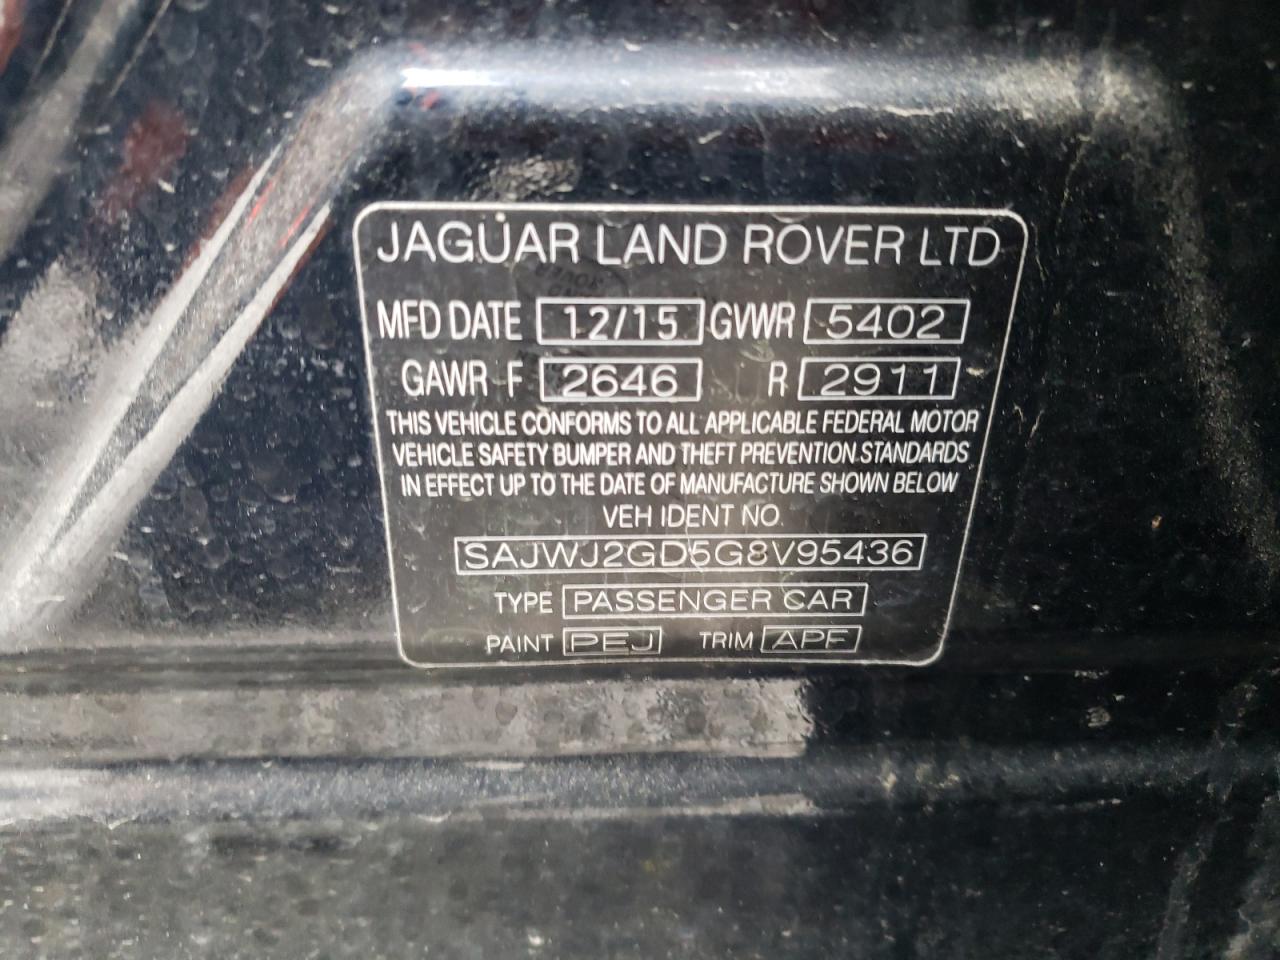 JAGUAR LAND ROVER LTD
MFD DATE 12/15 GVWR 5402
GAWR F 2646 R 2911
THIS VEHICLE CONFORMS TO ALL APPLICABLE FEDERAL MOTOR
VEHICLE SAFETY BUMPER AND THEFT PREVENTION STANDARDS
IN EFFECT UP TO THE DATE OF MANUFACTURE SHOWN BELOW
VEH IDENT NO.
SAJWJ2GD5G8V95436
TYPE PASSENGER CAR
PAINT PEJ TRIM APF